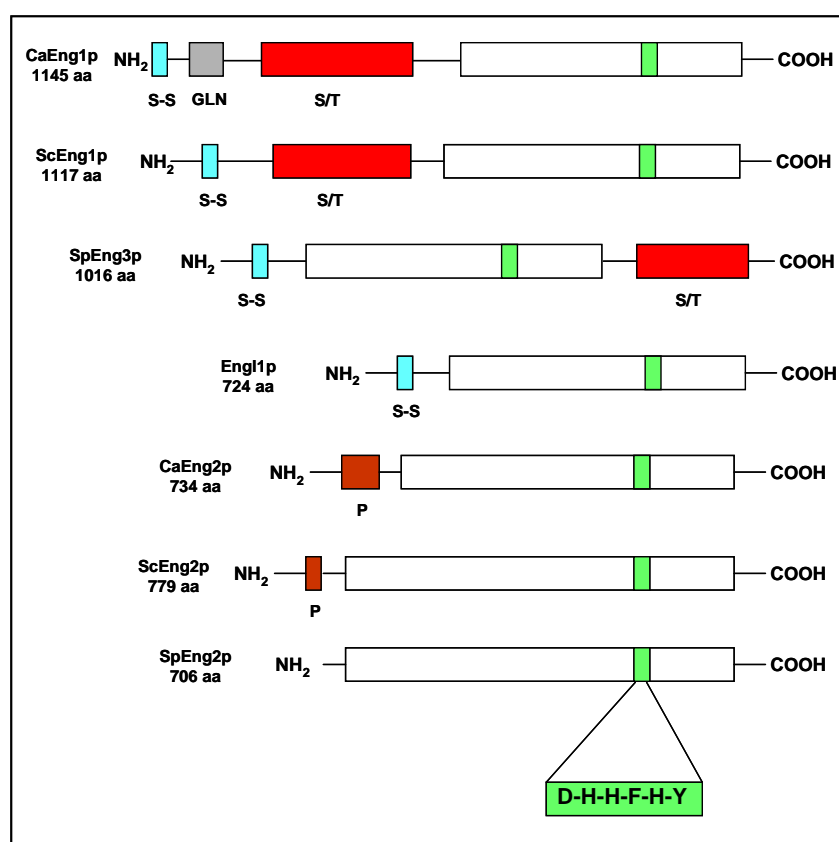 CaEng1p
1145 aa
NH2
COOH
S-S
GLN
S/T
ScEng1p
1117 aa
NH2
COOH
S-S
S/T
SpEng3p
1016 aa
NH2
COOH
S-S
S/T
Engl1p
724 aa
NH2
COOH
S-S
CaEng2p
734 aa
NH2
COOH
P
ScEng2p
779 aa
NH2
COOH
P
SpEng2p
706 aa
NH2
COOH
D-H-H-F-H-Y